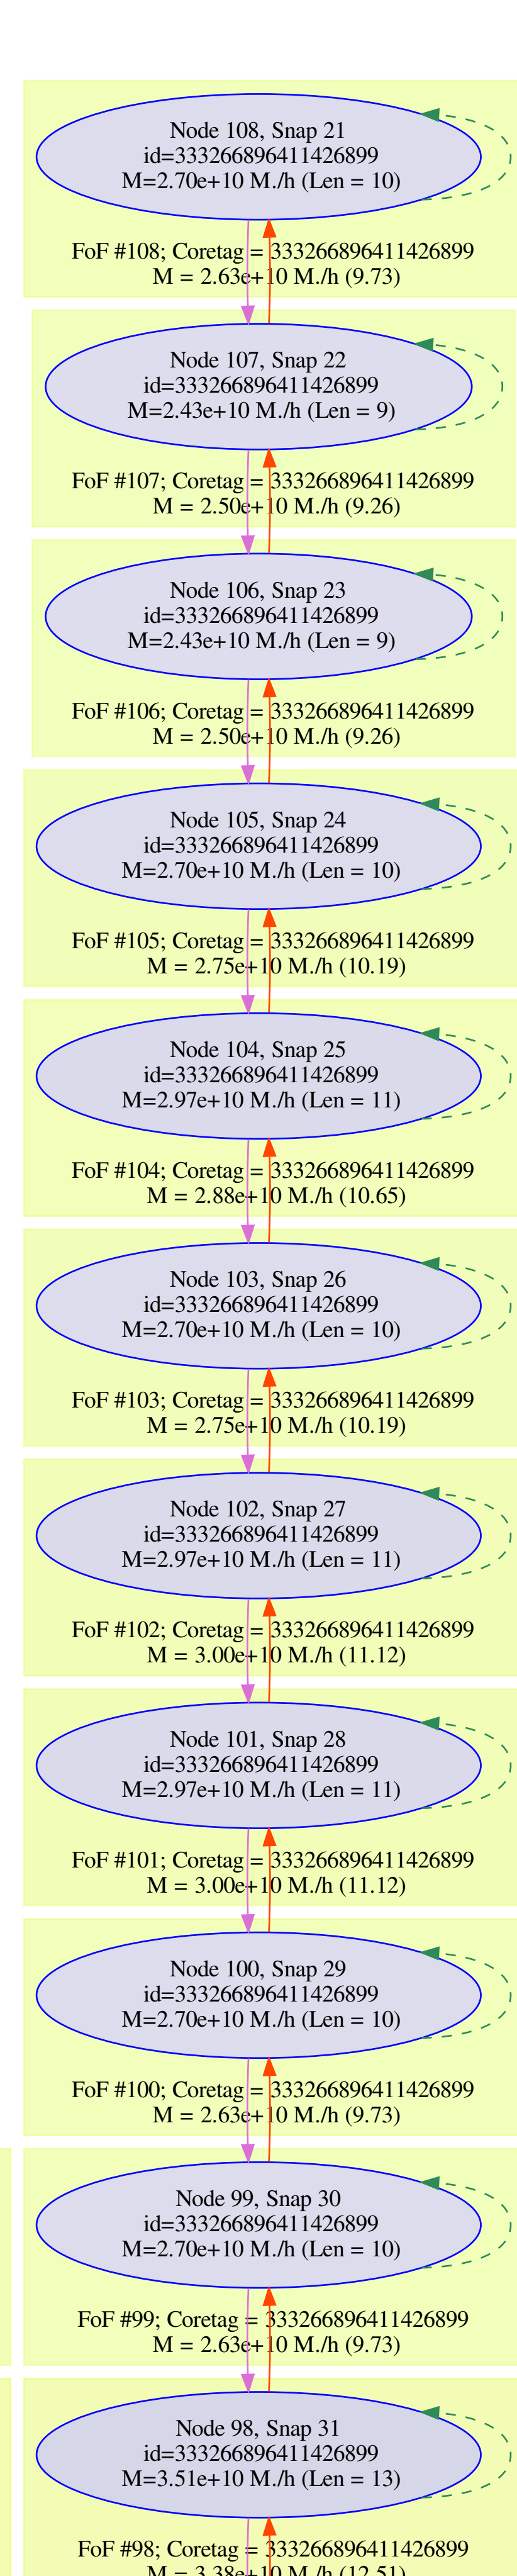 Node 108, Snap 21
id=333266896411426899
M=2.70e+10 M./h (Len = 10)
FoF #108; Coretag = 333266896411426899
M = 2.63e+10 M./h (9.73)
Node 107, Snap 22
id=333266896411426899
M=2.43e+10 M./h (Len = 9)
FoF #107; Coretag = 333266896411426899
M = 2.50e+10 M./h (9.26)
Node 106, Snap 23
id=333266896411426899
M=2.43e+10 M./h (Len = 9)
FoF #106; Coretag = 333266896411426899
M = 2.50e+10 M./h (9.26)
Node 105, Snap 24
id=333266896411426899
M=2.70e+10 M./h (Len = 10)
FoF #105; Coretag = 333266896411426899
M = 2.75e+10 M./h (10.19)
Node 104, Snap 25
id=333266896411426899
M=2.97e+10 M./h (Len = 11)
FoF #104; Coretag = 333266896411426899
M = 2.88e+10 M./h (10.65)
Node 103, Snap 26
id=333266896411426899
M=2.70e+10 M./h (Len = 10)
FoF #103; Coretag = 333266896411426899
M = 2.75e+10 M./h (10.19)
Node 102, Snap 27
id=333266896411426899
M=2.97e+10 M./h (Len = 11)
FoF #102; Coretag = 333266896411426899
M = 3.00e+10 M./h (11.12)
Node 101, Snap 28
id=333266896411426899
M=2.97e+10 M./h (Len = 11)
FoF #101; Coretag = 333266896411426899
M = 3.00e+10 M./h (11.12)
Node 100, Snap 29
id=333266896411426899
M=2.70e+10 M./h (Len = 10)
FoF #100; Coretag = 333266896411426899
M = 2.63e+10 M./h (9.73)
Node 99, Snap 30
id=333266896411426899
M=2.70e+10 M./h (Len = 10)
FoF #99; Coretag = 333266896411426899
M = 2.63e+10 M./h (9.73)
Node 98, Snap 31
id=333266896411426899
M=3.51e+10 M./h (Len = 13)
FoF #98; Coretag = 333266896411426899
M = 3.38e+10 M./h (12.51)